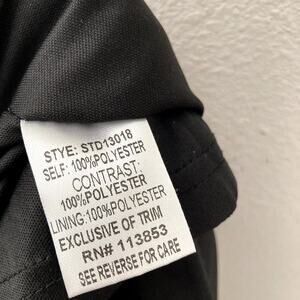 STYE: STD13018
SELF: 100%POLYESTER
CONTRAST:
100%POLYESTER
LINING:100%POLYESTER
EXCLUSIVE OF TRIM
RN# 113853
SEE REVERSE FOR CARE